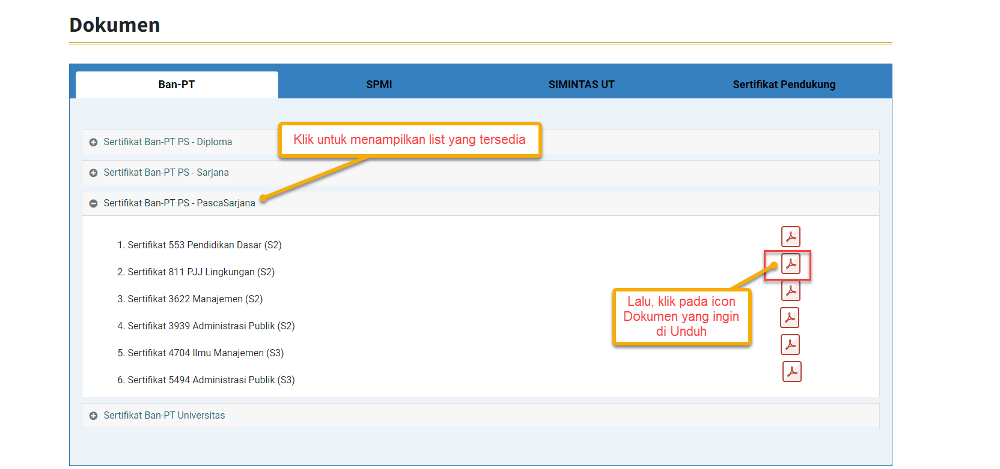 Dokumen
Ban-PT
SPMI
SIMINTAS UT
Sertifikat Pendukung
Klik untuk menampilkan list yang tersedia
Sertifikat Ban-PT PS - Diploma
Sertifikat Ban-PT PS - Sarjana
Sertifikat Ban-PT PS - PascaSarjana
1. Sertifikat 553 Pendidikan Dasar (S2)
2. Sertifikat 811 PJJ Lingkungan (S2)
3. Sertifikat 3622 Manajemen (S2)
4. Sertifikat 3939 Administrasi Publik (S2)
5. Sertifikat 4704 Ilmu Manajemen (S3)
6. Sertifikat 5494 Administrasi Publik (S3)
Lalu, klik pada icon
Dokumen yang ingin
di Unduh
Sertifikat Ban-PT Universitas